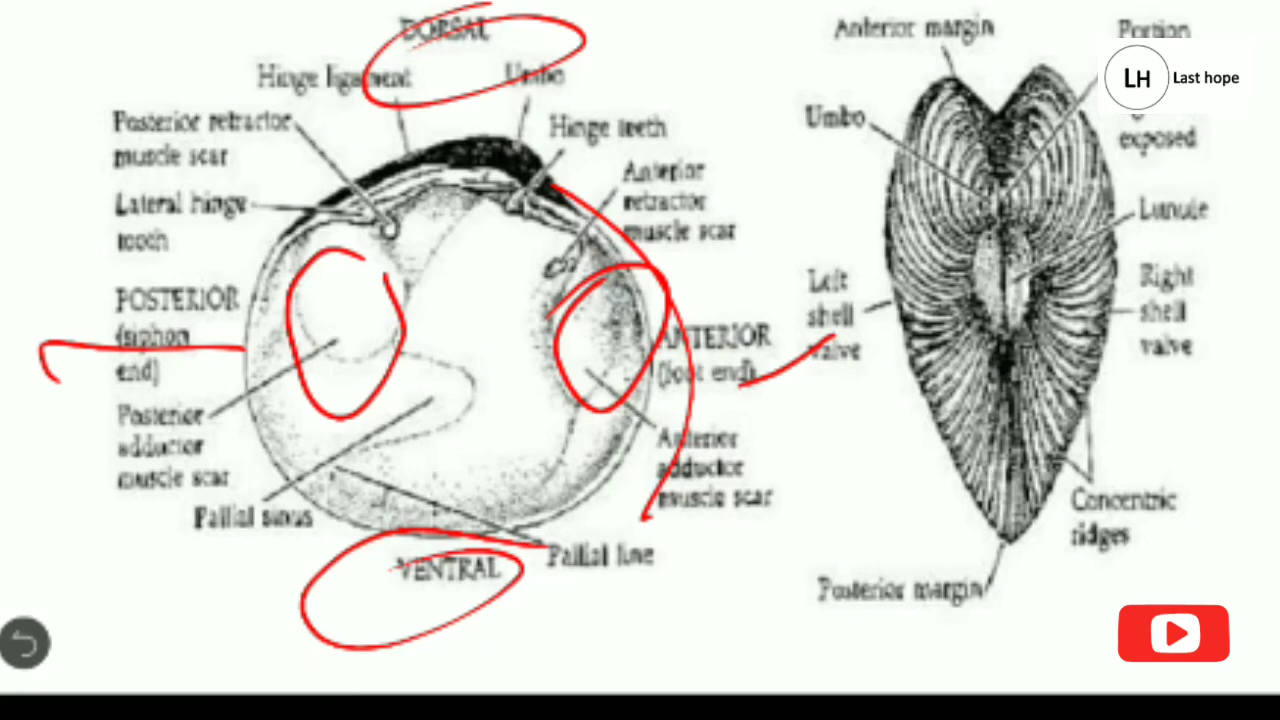 DORSAL
Hinge ligament
Umbo
Posterior retractor
muscle scar
Hinge teeth
Lateral hinge
tooth
Anterior
retractor
muscle scar
POSTERIOR
(siphon
end)
ANTERIOR
(foot end)
Posterior
adductor
muscle scar
Anterior
adductor
muscle scar
Pallial sinus
Pallial line
VENTRAL
Anterior margin
Portion
LH
Last hope
exposed
Umbo
Lunule
Left
shell
valve
Right
shell
valve
Concentric
ridges
Posterior margin